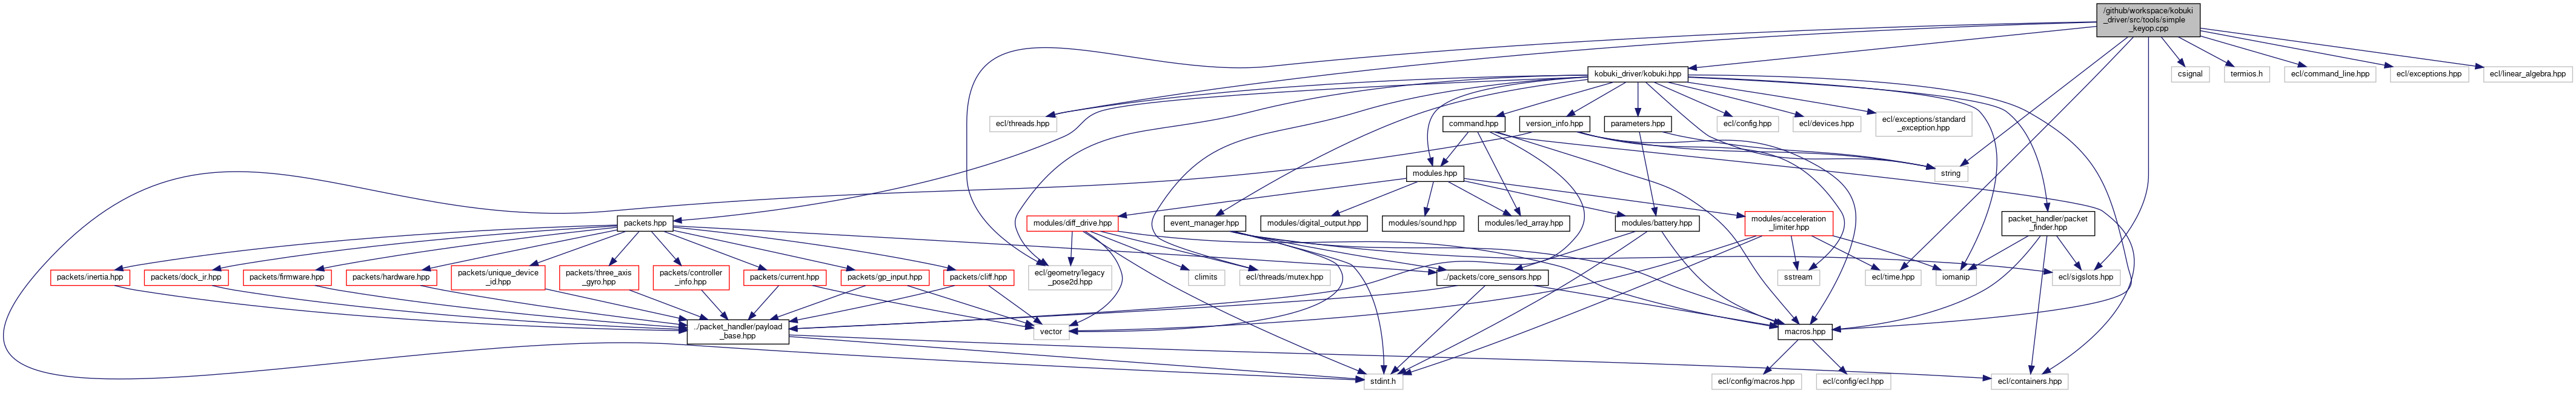 /github/workspace/kobuki
_driver/src/tools/simple
_keyop.cpp
kobuki_driver/kobuki.hpp
csignal
termios.h
ecl/command_line.hpp
ecl/exceptions.hpp
ecl/linear_algebra.hpp
ecl/threads.hpp
command.hpp
version_info.hpp
parameters.hpp
ecl/config.hpp
ecl/devices.hpp
ecl/exceptions/standard
_exception.hpp
modules.hpp
string
packets.hpp
modules/diff_drive.hpp
event_manager.hpp
modules/digital_output.hpp
modules/sound.hpp
modules/led_array.hpp
modules/battery.hpp
modules/acceleration
_limiter.hpp
packet_handler/packet
_finder.hpp
packets/inertia.hpp
packets/dock_ir.hpp
packets/firmware.hpp
packets/hardware.hpp
packets/unique_device
_id.hpp
packets/three_axis
_gyro.hpp
packets/controller
_info.hpp
packets/current.hpp
packets/gp_input.hpp
packets/cliff.hpp
ecl/geometry/legacy
_pose2d.hpp
climits
ecl/threads/mutex.hpp
../packets/core_sensors.hpp
sstream
ecl/time.hpp
iomanip
ecl/sigslots.hpp
../packet_handler/payload
_base.hpp
vector
macros.hpp
stdint.h
ecl/config/macros.hpp
ecl/config/ecl.hpp
ecl/containers.hpp